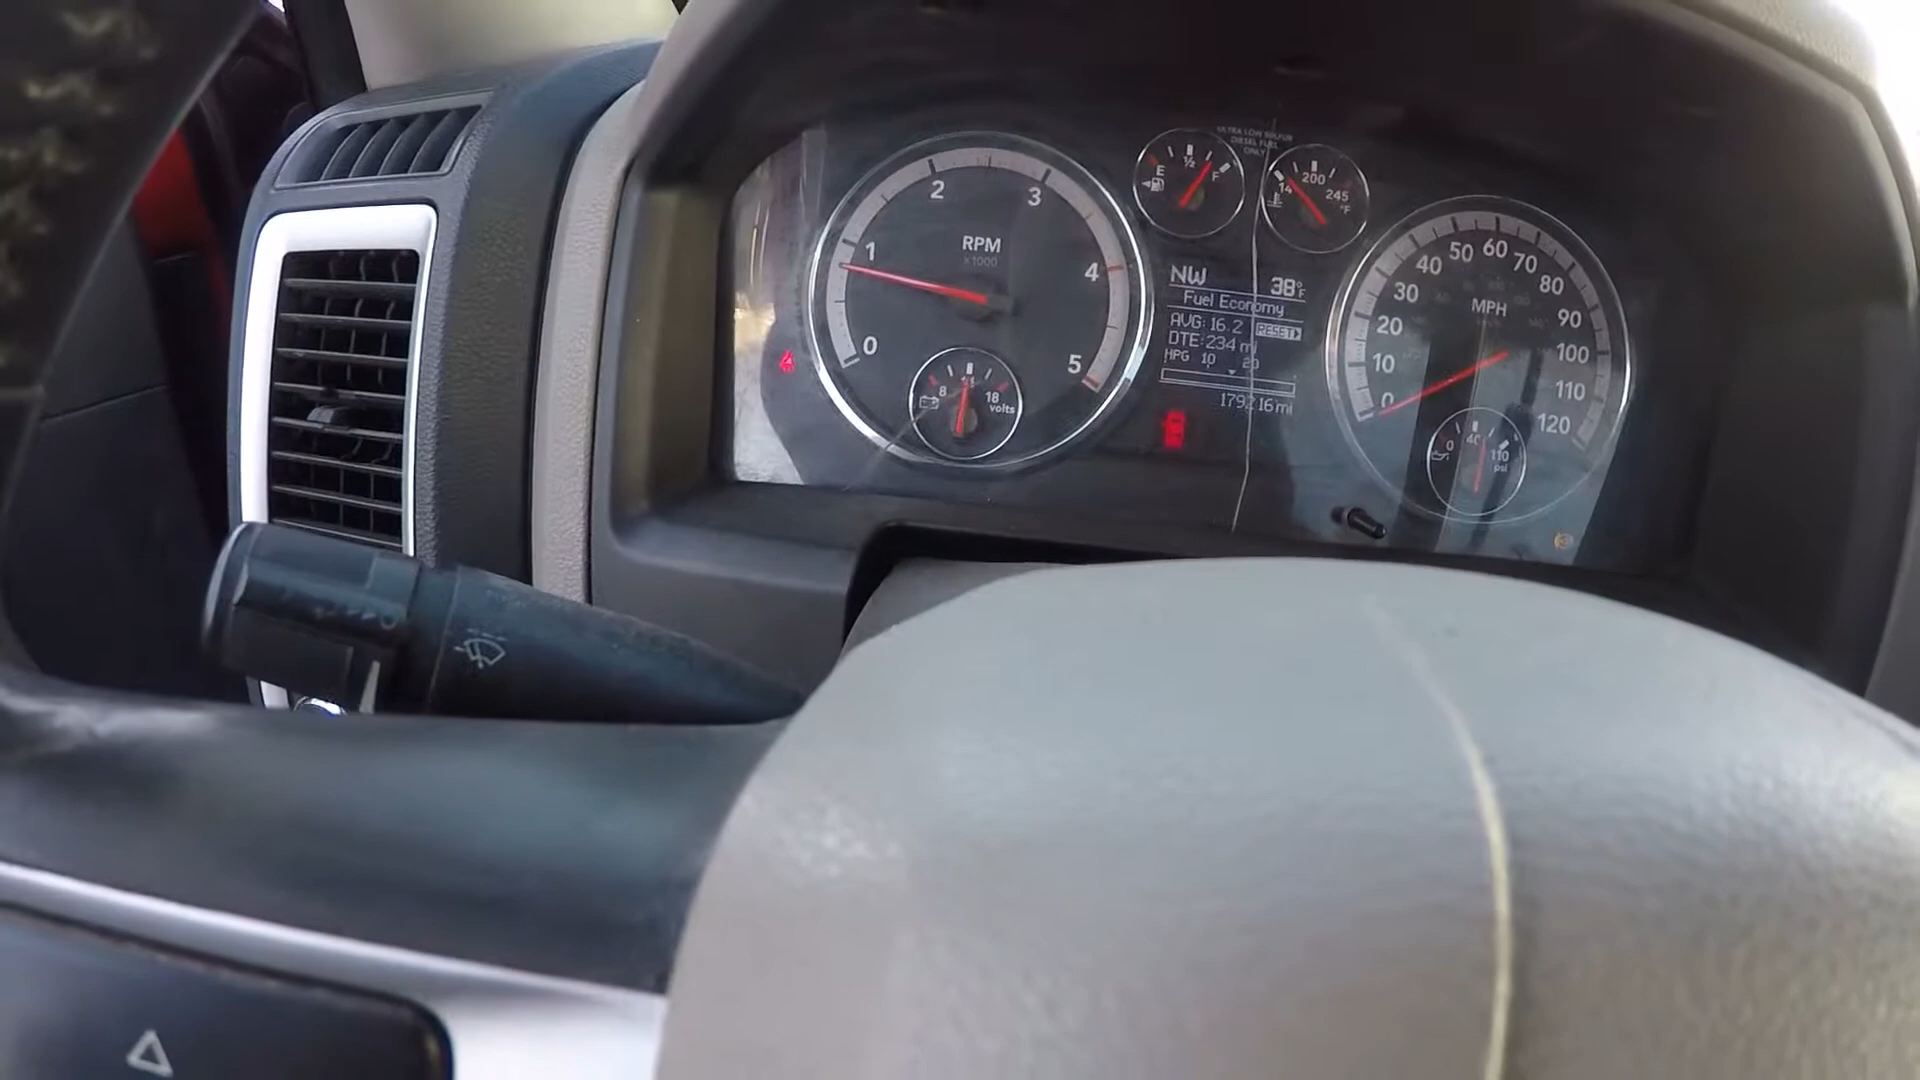 2
3
1
4
0
5
RPM
x1000
8
18
volts
E
½
F
ULTRA LOW SULFUR
DIESEL FUEL
ONLY
14
200
245
°F
NW 38°F
Fuel Economy
AVG: 16.2 RESET
DTE: 234 mi
MPG 10 20
179216 mi
0
10
20
30
40
50
60
70
80
90
100
110
120
MPH
0
40
110
psi